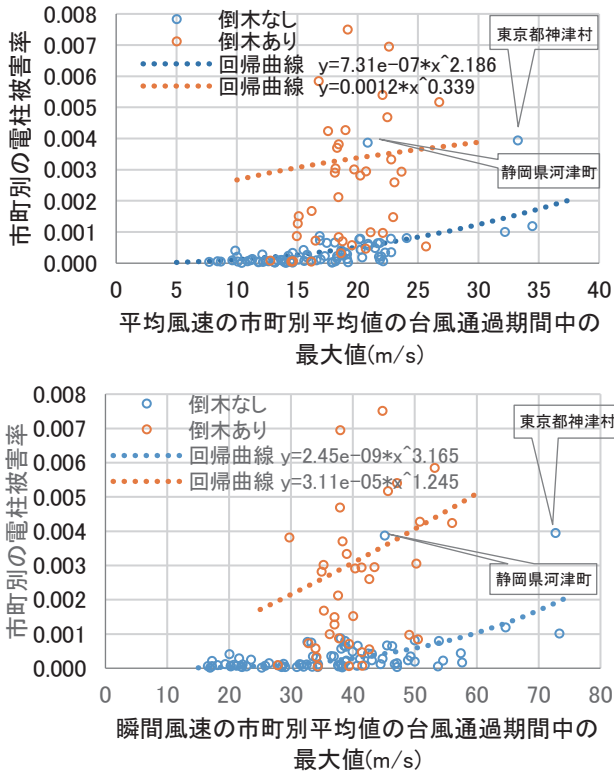 0.008
倒木なし
0.007
倒木あり
東京都神津村
0.006
回帰曲線 y=7.31e-07*x^2.186
0.005
回帰曲線 y=0.0012*x^0.339
0.004
0.003
静岡県河津町
0.002
0.001
0.000
市町別の電柱被害率
0 5 10 15 20 25 30 35 40
平均風速の市町別平均値の台風通過期間中の
最大値(m/s)
0.008
倒木なし
0.007
倒木あり
東京都神津村
0.006
回帰曲線 y=2.45e-09*x^3.165
0.005
回帰曲線 y=3.11e-05*x^1.245
0.004
0.003
静岡県河津町
0.002
0.001
0.000
市町別の電柱被害率
0 10 20 30 40 50 60 70 80
瞬間風速の市町別平均値の台風通過期間中の
最大値(m/s)